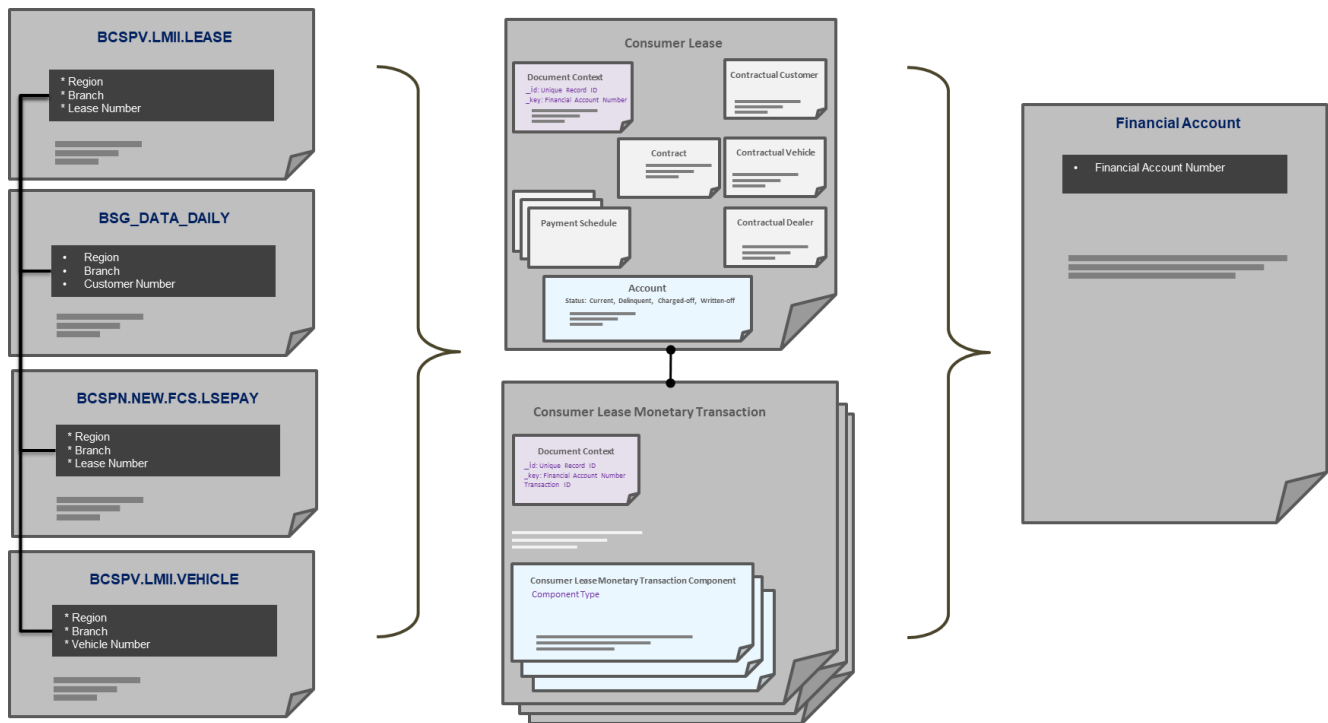 BCSPV.LMII.LEASE
* Region
* Branch
* Lease Number
BSG_DATA_DAILY
• Region
• Branch
• Customer Number
BCSPN.NEW.FCS.LSEPAY
* Region
* Branch
* Lease Number
BCSPV.LMII.VEHICLE
* Region
* Branch
* Vehicle Number
Consumer Lease
Document Context
_id: Unique Record ID
_key: Financial Account Number
Contractual Customer
Contract
Contractual Vehicle
Payment Schedule
Contractual Dealer
Account
Status: Current, Delinquent, Charged-off, Written-off
Consumer Lease Monetary Transaction
Document Context
_id: Unique Record ID
_key: Financial Account Number
Transaction ID
Consumer Lease Monetary Transaction Component
Component Type
Financial Account
• Financial Account Number